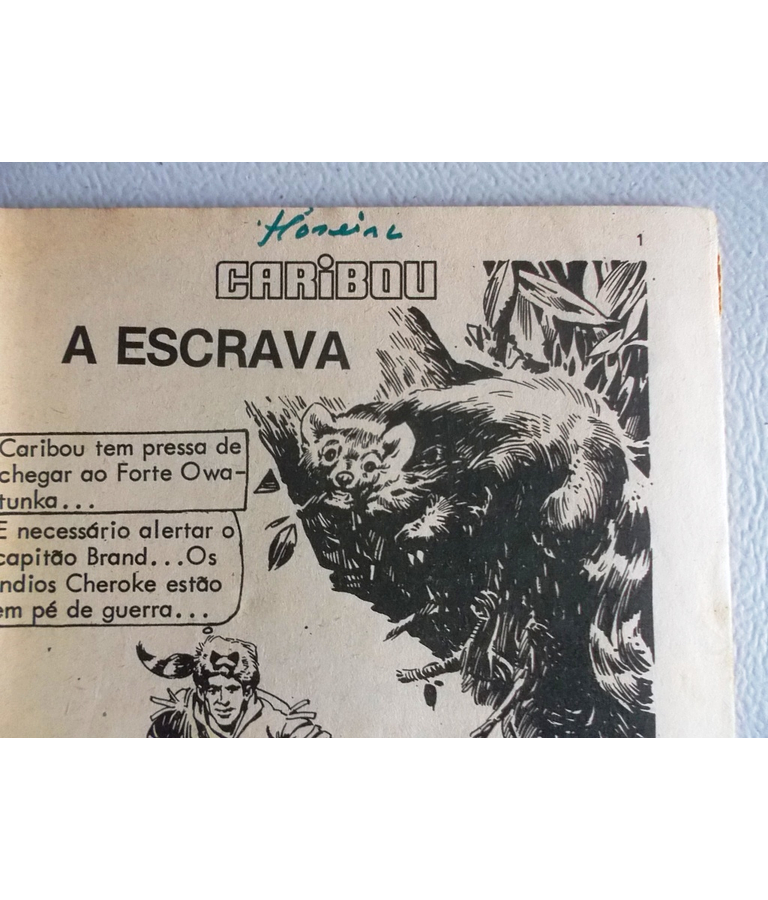 1
CARIBOU
A ESCRAVA
Caribou tem pressa de
chegar ao Forte Owa-
tunka...
E necessário alertar o
capitão Brand...Os
ndios Cheroke estão
em pé de guerra...